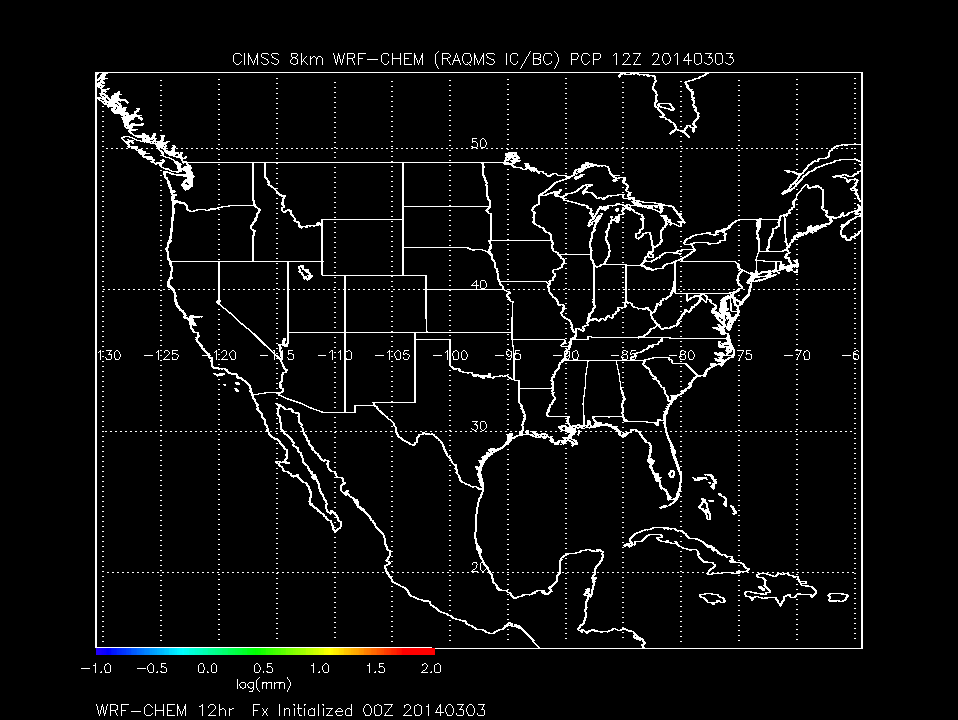 CIMSS 8km WRF-CHEM (RAQMS IC/BC) PCP 12Z 20140303
50
40
130 -125 -120 -115 -110 -105 -100 -95 -90 -85 -80 -75 -70 -6
30
20
-1.0 -0.5 0.0 0.5 1.0 1.5 2.0
log(mm)
WRF-CHEM 12hr Fx Initialized 00Z 20140303